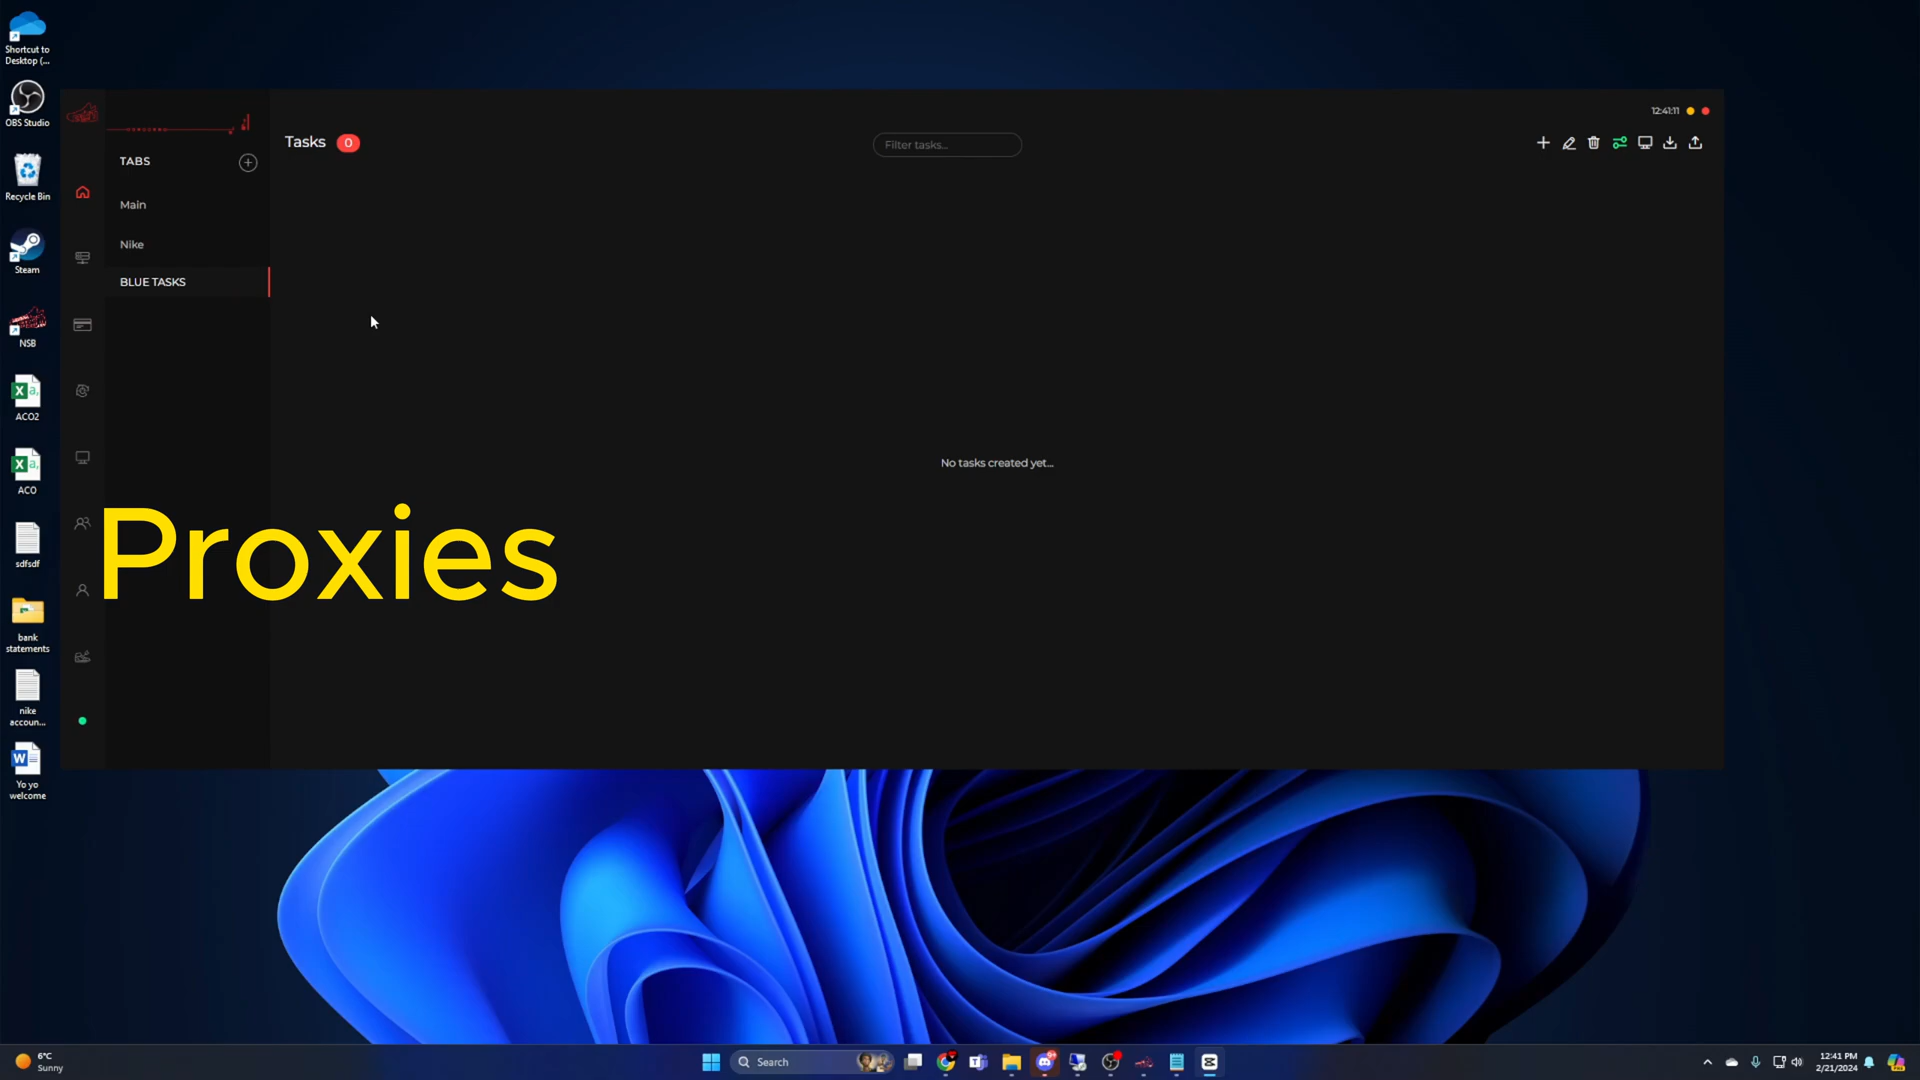 Shortcut to
Desktop (...
OBS Studio
Recycle Bin
Steam
NSB
ACO2
ACO
sdfsdf
bank
statements
nike
accoun...
Yo yo
welcome
TABS
Main
Nike
BLUE TASKS
Tasks 0
Filter tasks...
12:41:11
No tasks created yet...
Proxies
6°C
Sunny
Search
12:41 PM
2/21/2024